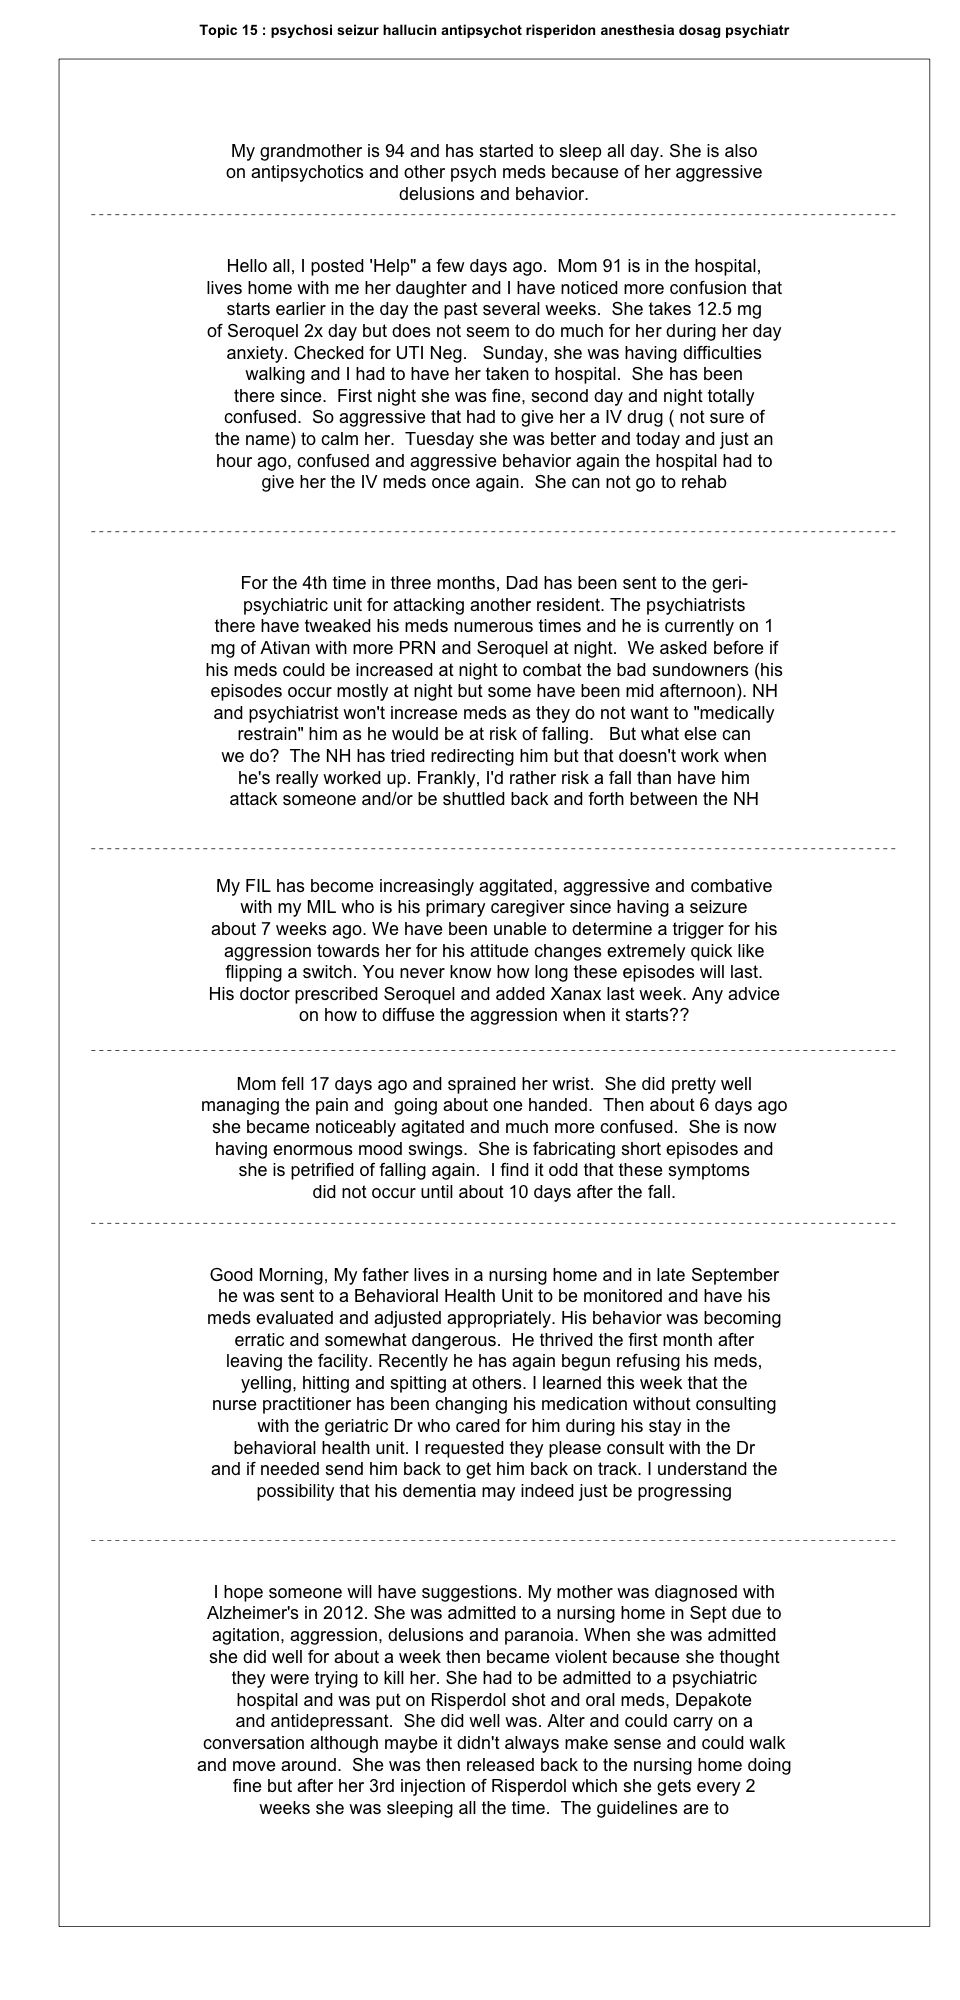 Topic 15 : psychosi seizur hallucin antipsychot risperidon anesthesia dosag psychiatr
My grandmother is 94 and has started to sleep all day. She is also
on antipsychotics and other psych meds because of her aggressive
delusions and behavior.
Hello all, I posted 'Help" a few days ago.  Mom 91 is in the hospital,
lives home with me her daughter and I have noticed more confusion that
starts earlier in the day the past several weeks.  She takes 12.5 mg
of Seroquel 2x day but does not seem to do much for her during her day
anxiety. Checked for UTI Neg.   Sunday, she was having difficulties
walking and I had to have her taken to hospital.  She has been
there since.  First night she was fine, second day and night totally
confused.  So aggressive that had to give her a IV drug ( not sure of
the name) to calm her.  Tuesday she was better and today and just an
hour ago, confused and aggressive behavior again the hospital had to
give her the IV meds once again.  She can not go to rehab
For the 4th time in three months, Dad has been sent to the geri-
psychiatric unit for attacking another resident. The psychiatrists
there have tweaked his meds numerous times and he is currently on 1
mg of Ativan with more PRN and Seroquel at night.  We asked before if
his meds could be increased at night to combat the bad sundowners (his
episodes occur mostly at night but some have been mid afternoon). NH
and psychiatrist won't increase meds as they do not want to "medically
restrain" him as he would be at risk of falling.   But what else can
we do?  The NH has tried redirecting him but that doesn't work when
he's really worked up. Frankly, I'd rather risk a fall than have him
attack someone and/or be shuttled back and forth between the NH
My FIL has become increasingly aggitated, aggressive and combative
with my MIL who is his primary caregiver since having a seizure
about 7 weeks ago. We have been unable to determine a trigger for his
aggression towards her for his attitude changes extremely quick like
flipping a switch. You never know how long these episodes will last.
His doctor prescribed Seroquel and added Xanax last week. Any advice
on how to diffuse the aggression when it starts??
Mom fell 17 days ago and sprained her wrist.  She did pretty well
managing the pain and  going about one handed.  Then about 6 days ago
she became noticeably agitated and much more confused.  She is now
having enormous mood swings.  She is fabricating short episodes and
she is petrified of falling again.  I find it odd that these symptoms
did not occur until about 10 days after the fall.
Good Morning, My father lives in a nursing home and in late September
he was sent to a Behavioral Health Unit to be monitored and have his
meds evaluated and adjusted appropriately. His behavior was becoming
erratic and somewhat dangerous.  He thrived the first month after
leaving the facility. Recently he has again begun refusing his meds,
yelling, hitting and spitting at others. I learned this week that the
nurse practitioner has been changing his medication without consulting
with the geriatric Dr who cared for him during his stay in the
behavioral health unit. I requested they please consult with the Dr
and if needed send him back to get him back on track. I understand the
possibility that his dementia may indeed just be progressing
I hope someone will have suggestions. My mother was diagnosed with
Alzheimer's in 2012. She was admitted to a nursing home in Sept due to
agitation, aggression, delusions and paranoia. When she was admitted
she did well for about a week then became violent because she thought
they were trying to kill her. She had to be admitted to a psychiatric
hospital and was put on Risperdol shot and oral meds, Depakote
and antidepressant.  She did well was. Alter and could carry on a
conversation although maybe it didn't always make sense and could walk
and move around.  She was then released back to the nursing home doing
fine but after her 3rd injection of Risperdol which she gets every 2
weeks she was sleeping all the time.  The guidelines are to